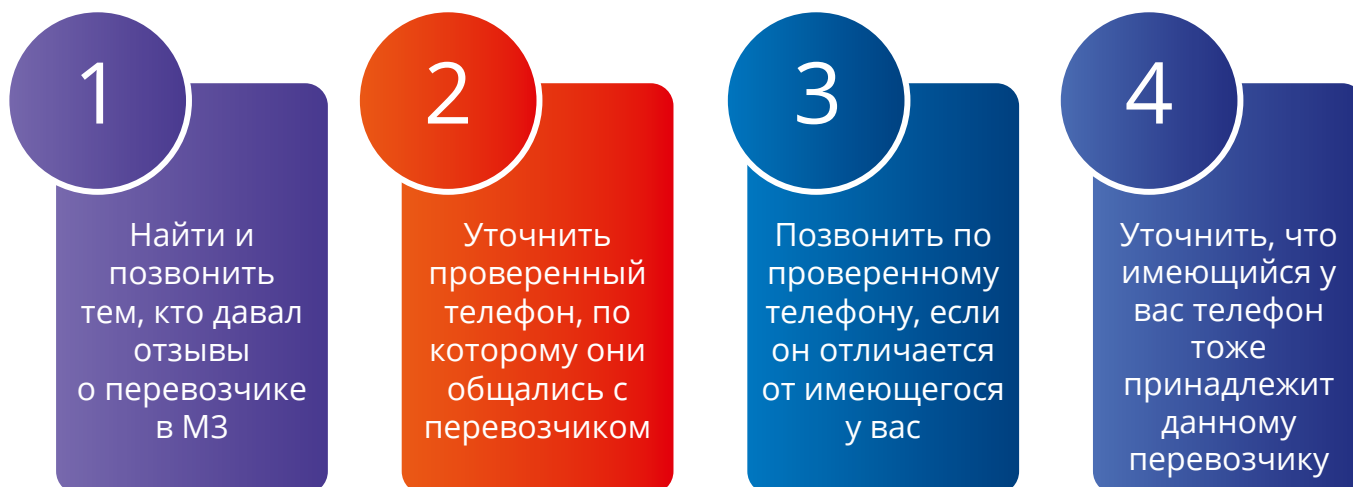 1
Найти и
позвонить
тем, кто давал
отзывы
о перевозчике
в МЗ
2
Уточнить
проверенный
телефон, по
которому они
общались с
перевозчиком
3
Позвонить по
проверенному
телефону, если
он отличается
от имеющегося
у вас
4
Уточнить, что
имеющийся у
вас телефон
тоже
принадлежит
данному
перевозчику